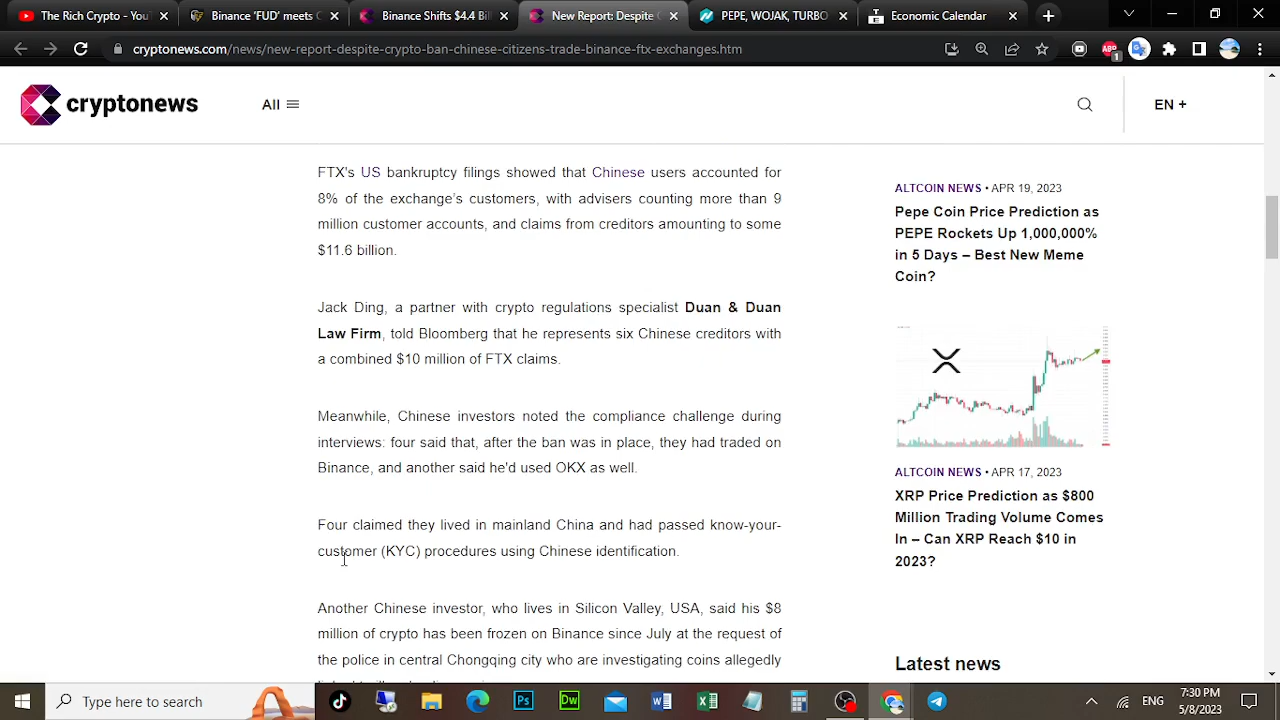 The Rich Crypto - You
Binance 'FUD' meets C
Binance Shifts
New Report: Despite
PEPE, WOJAK, TURBO
Economic Calendar
cryptonews.com/news/new-report-despite-crypto-ban-chinese-citizens-trade-binance-ftx-exchanges.htm
ABP
1
cryptonews
All
EN +
FTX's US bankruptcy filings showed that Chinese users accounted for
8% of the exchange's customers, with advisers counting more than 9
million customer accounts, and claims from creditors amounting to some
$11.6 billion.
Jack Ding, a partner with crypto regulations specialist Duan & Duan
Law Firm, told Bloomberg that he represents six Chinese creditors with
a combined $10 million of FTX claims.
Meanwhile, Chinese investors noted the compliance challenge during
interviews. Four said that, after the ban was in place, they had traded on
Binance, and another said he'd used OKX as well.
Four claimed they lived in mainland China and had passed know-your-
customer (KYC) procedures using Chinese identification.
Another Chinese investor, who lives in Silicon Valley, USA, said his $8
million of crypto has been frozen on Binance since July at the request of
the police in central Chongqing city who are investigating coins allegedly
ALTCOIN NEWS • APR 19, 2023
Pepe Coin Price Prediction as
PEPE Rockets Up 1,000,000%
in 5 Days – Best New Meme
Coin?
ALTCOIN NEWS • APR 17, 2023
XRP Price Prediction as $800
Million Trading Volume Comes
In – Can XRP Reach $10 in
2023?
Latest news
Type here to search
Ps
Dw
ENG
7:30 PM
5/8/2023